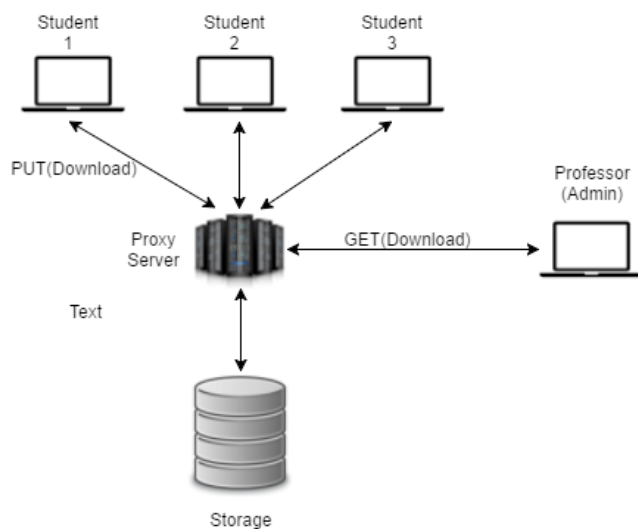 Student
1
Student
2
Student
3
PUT(Download)
Professor
(Admin)
Proxy
Server
GET(Download)
Text
Storage